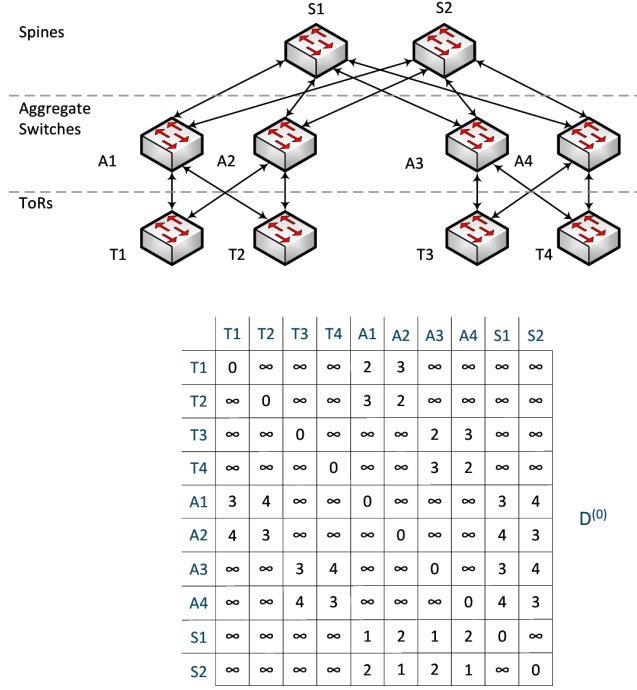 S1 S2
Spines
Aggregate
Switches
A1 A2 A3 A4
ToRs
T1 T2 T3 T4
T1 T2 T3 T4 A1 A2 A3 A4 S1 S2
T1 0 ∞ ∞ ∞ 2 3 ∞ ∞ ∞ ∞
T2 ∞ 0 ∞ ∞ 3 2 ∞ ∞ ∞ ∞
T3 ∞ ∞ 0 ∞ ∞ ∞ 2 3 ∞ ∞
T4 ∞ ∞ ∞ 0 ∞ ∞ 3 2 ∞ ∞
A1 3 4 ∞ ∞ 0 ∞ ∞ ∞ 3 4
D(0)
A2 4 3 ∞ ∞ ∞ 0 ∞ ∞ 4 3
A3 ∞ ∞ 3 4 ∞ ∞ 0 ∞ 3 4
A4 ∞ ∞ 4 3 ∞ ∞ ∞ 0 4 3
S1 ∞ ∞ ∞ ∞ 1 2 1 2 0 ∞
S2 ∞ ∞ ∞ ∞ 2 1 2 1 ∞ 0